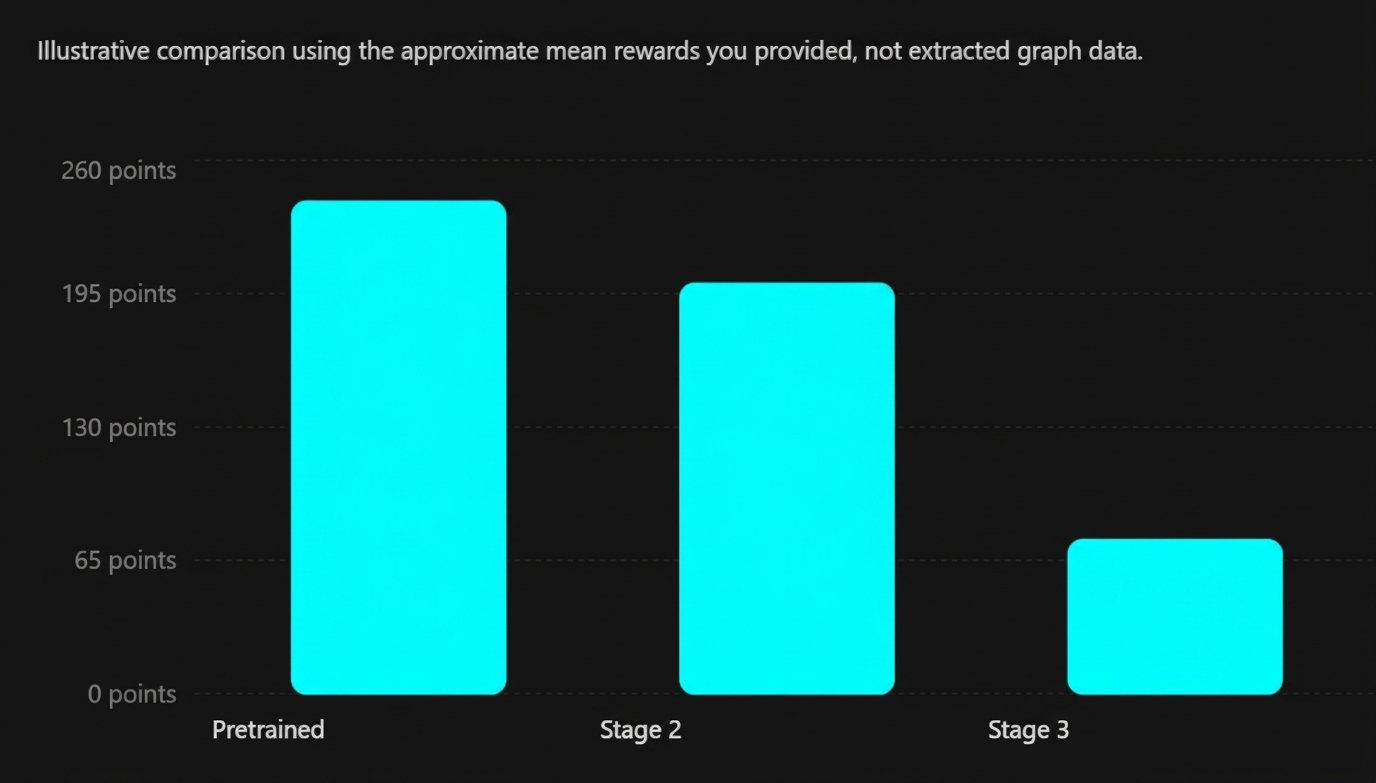 Illustrative comparison using the approximate mean rewards you provided, not extracted graph data.
260 points
195 points
130 points
65 points
0 points
Pretrained
Stage 2
Stage 3